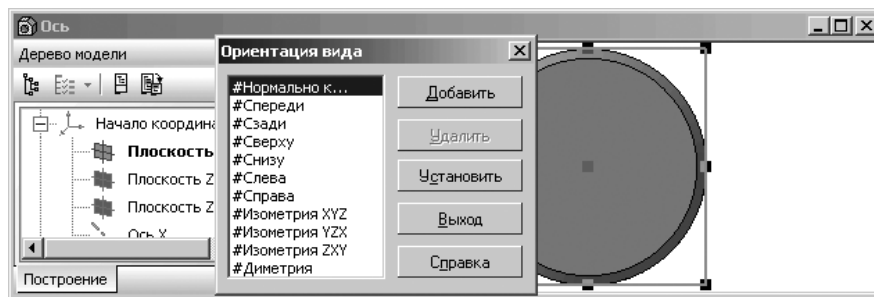 Ось
Дерево модели
Начало координа
Плоскость
Плоскость Z
Плоскость Z
Ось X
Построение
Ориентация вида
#Нормально к...
#Спереди
#Сзади
#Сверху
#Снизу
#Слева
#Справа
#Изометрия XYZ
#Изометрия YZX
#Изометрия ZXY
#Диметрия
Добавить
Удалить
Установить
Выход
Справка